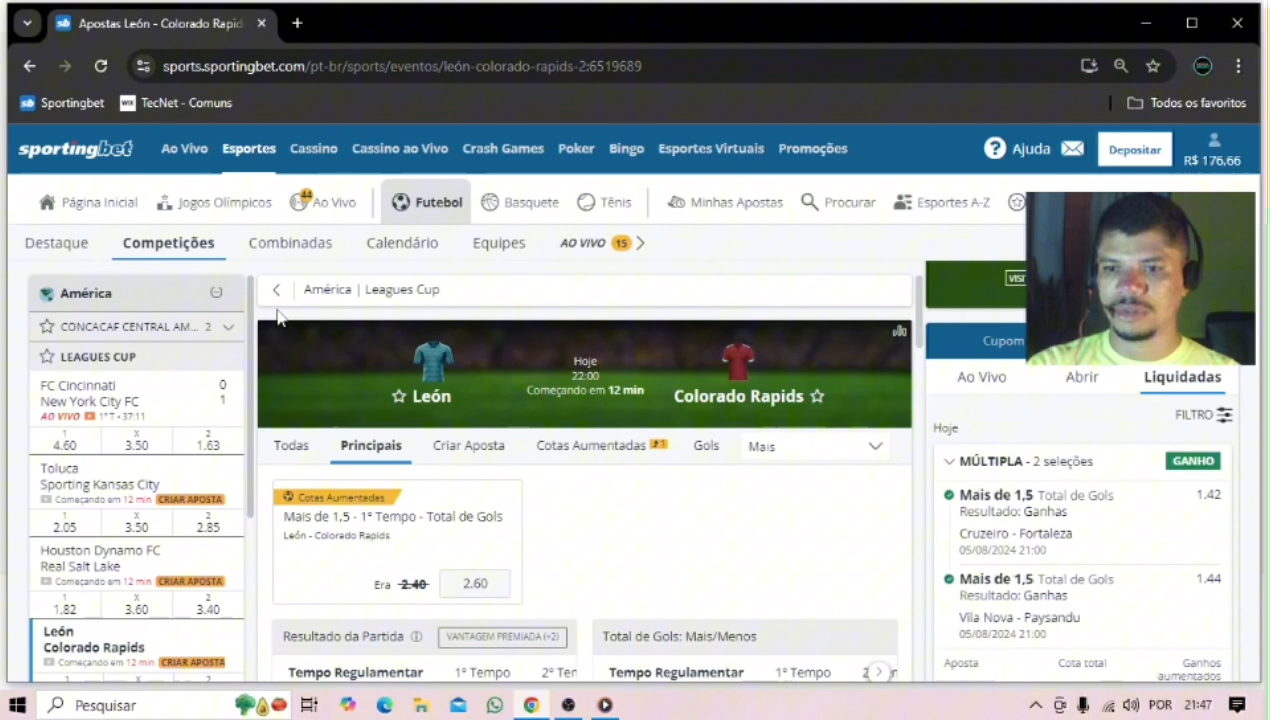 Apostas León - Colorado Rapid
sports.sportingbet.com/pt-br/sports/eventos/león-colorado-rapids-2:6519689
Sportingbet
TecNet - Comuns
Todos os favoritos
sportingbet
Ao Vivo
Esportes
Cassino
Cassino ao Vivo
Crash Games
Poker
Bingo
Esportes Virtuais
Promoções
Ajuda
Depositar
R$ 176,66
Página Inicial
Jogos Olímpicos
44
Ao Vivo
Futebol
Basquete
Tênis
Minhas Apostas
Procurar
Esportes A-Z
Destaque
Competições
Combinadas
Calendário
Equipes
AO VIVO 15
América
CONCACAF CENTRAL AM... 2
LEAGUES CUP
FC Cincinnati 0
New York City FC 1
AO VIVO 1º T • 37:11
1 X 2
4.60 3.50 1.63
Toluca
Sporting Kansas City
Começando em 12 min CRIAR APOSTA
1 X 2
2.05 3.50 2.85
Houston Dynamo FC
Real Salt Lake
Começando em 12 min CRIAR APOSTA
1 X 2
1.82 3.60 3.40
León
Colorado Rapids
Começando em 12 min CRIAR APOSTA
1 X 2
América | Leagues Cup
León
Hoje
22:00
Começando em 12 min
Colorado Rapids
Todas
Principais
Criar Aposta
Cotas Aumentadas
Gols
Mais
Cotas Aumentadas
Mais de 1,5 - 1º Tempo - Total de Gols
León - Colorado Rapids
Era 2.40 2.60
Resultado da Partida
VANTAGEM PREMIADA (+2)
Tempo Regulamentar 1º Tempo 2º Ten
Total de Gols: Mais/Menos
Tempo Regulamentar 1º Tempo
Cupom
Ao Vivo
Abrir
Liquidadas
FILTRO
Hoje
MÚLTIPLA - 2 seleções GANHO
Mais de 1,5 Total de Gols 1.42
Resultado: Ganhas
Cruzeiro - Fortaleza
05/08/2024 21:00
Mais de 1,5 Total de Gols 1.44
Resultado: Ganhas
Vila Nova - Paysandu
05/08/2024 21:00
Aposta
Cota total
Ganhos
aumentados
Pesquisar
POR
21:47